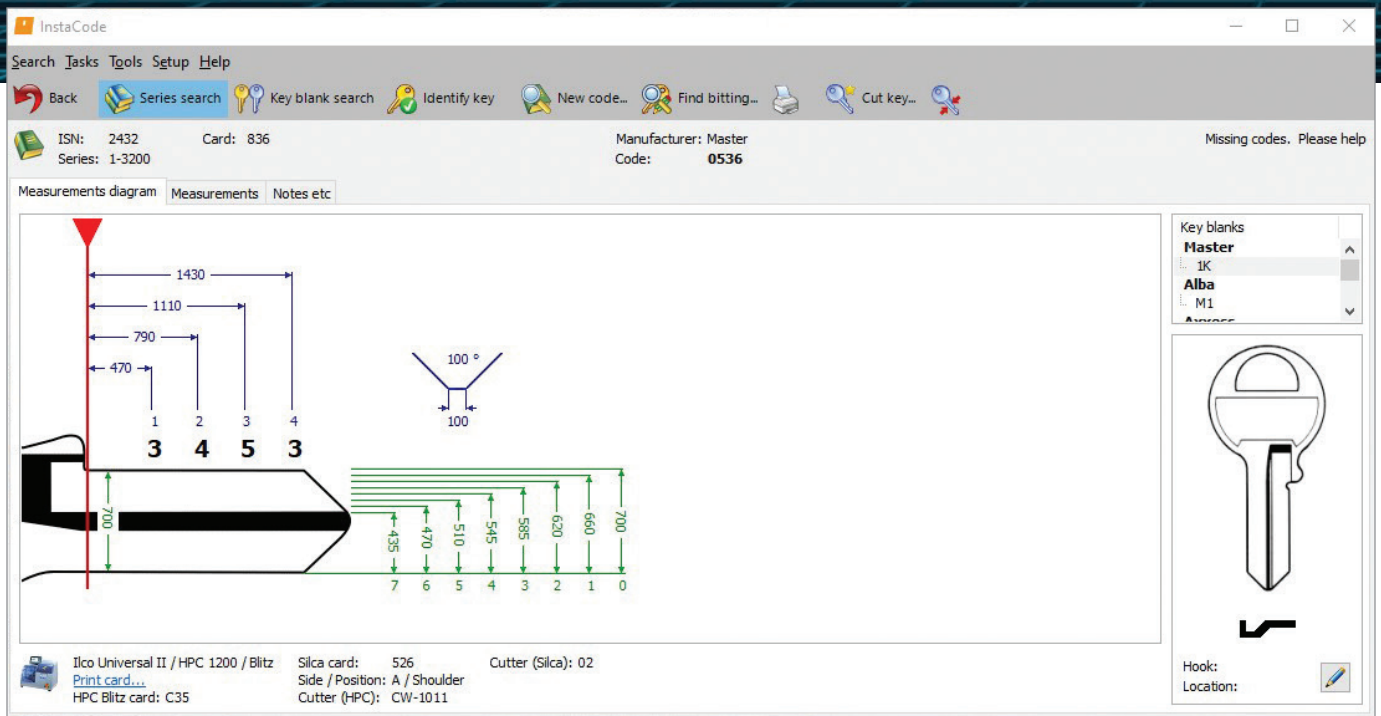 InstaCode
Search Tasks Tools Setup Help
Back Series search Key blank search Identify key New code... Find bitting... Cut key...
ISN: 2432 Card: 836 Manufacturer: Master Missing codes. Please help
Series: 1-3200 Code: 0536
Measurements diagram Measurements Notes etc
1430
1110
790
470
1 2 3 4
3 4 5 3
100 °
100
700
435 470 510 545 585 620 660 700
7 6 5 4 3 2 1 0
Key blanks
Master
1K
Alba
M1
Ilco Universal II / HPC 1200 / Blitz Silca card: 526 Cutter (Silca): 02
Print card... Side / Position: A / Shoulder
HPC Blitz card: C35 Cutter (HPC): CW-1011
Hook:
Location: